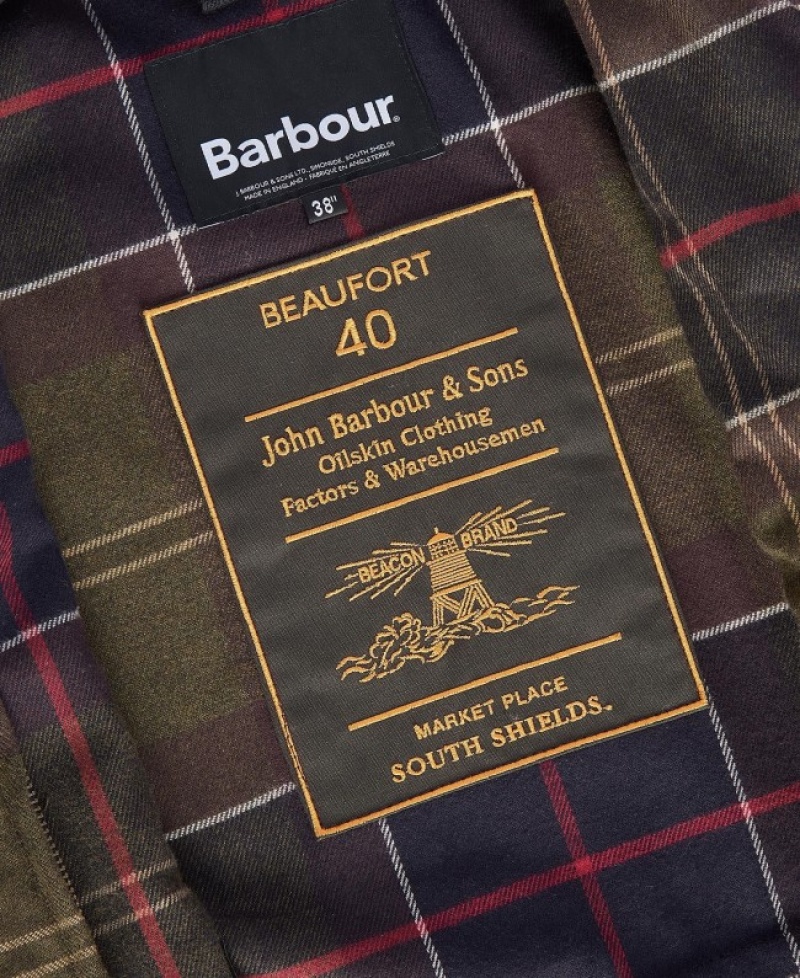 Barbour®
J. BARBOUR & SONS LTD., SIMONSIDE, SOUTH SHIELDS
MADE IN ENGLAND - FABRIQUÉ EN ANGLETERRE
38"
BEAUFORT
40
John Barbour & Sons
Oilskin Clothing
Factors & Warehousemen
BEACON BRAND
MARKET PLACE
SOUTH SHIELDS.